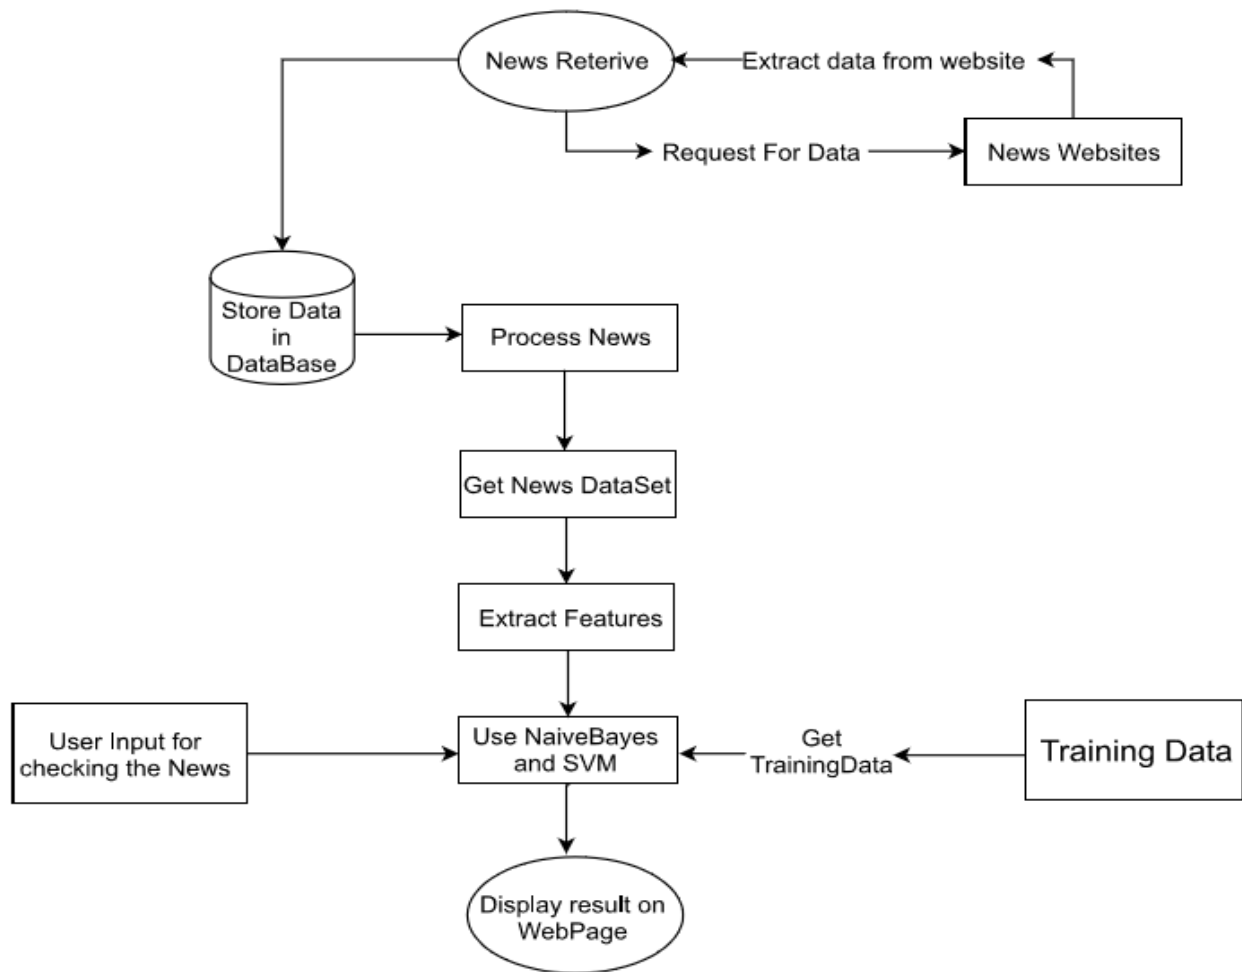 News Reterive
Extract data from website
Request For Data
News Websites
Store Data
in
DataBase
Process News
Get News DataSet
Extract Features
User Input for
checking the News
Use NaiveBayes
and SVM
Get
TrainingData
Training Data
Display result on
WebPage